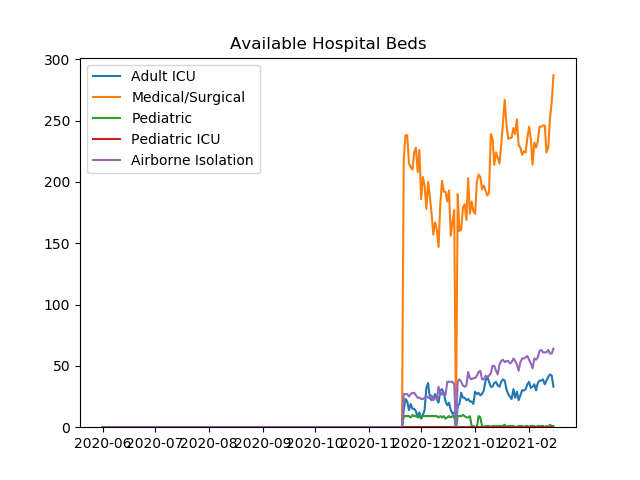 Available Hospital Beds
300
250
200
150
100
50
0
Adult ICU
Medical/Surgical
Pediatric
Pediatric ICU
Airborne Isolation
2020-06 2020-07 2020-08 2020-09 2020-10 2020-11 2020-12 2021-01 2021-02